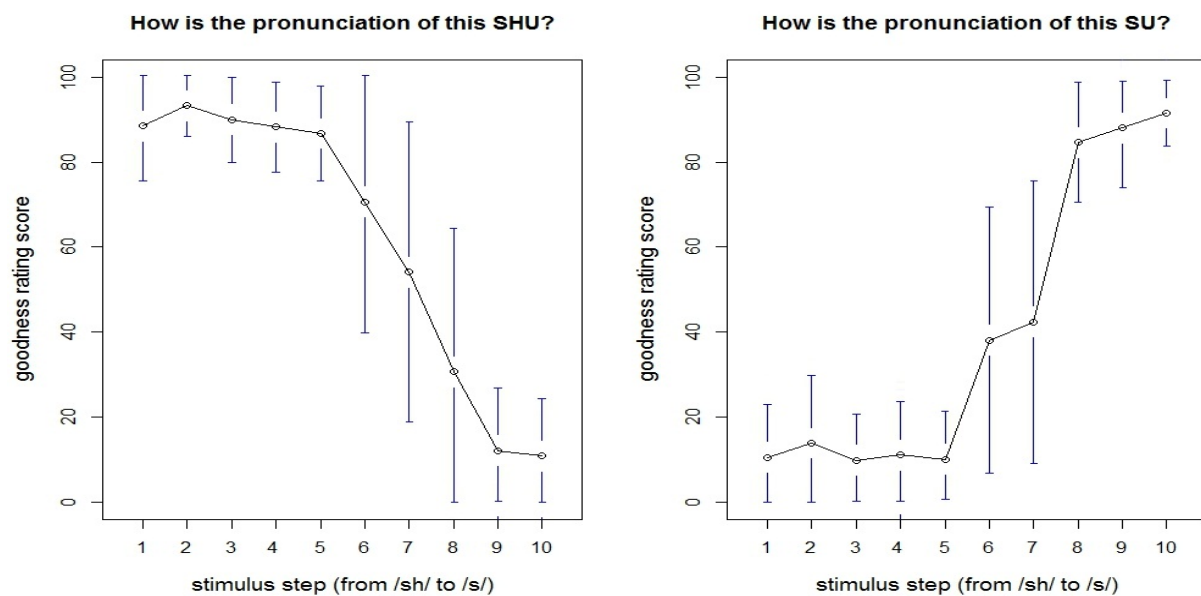 How is the pronunciation of this SHU?
goodness rating score
100
80
60
40
20
0
1 2 3 4 5 6 7 8 9 10
stimulus step (from /sh/ to /s/)
How is the pronunciation of this SU?
goodness rating score
100
80
60
40
20
0
1 2 3 4 5 6 7 8 9 10
stimulus step (from /sh/ to /s/)